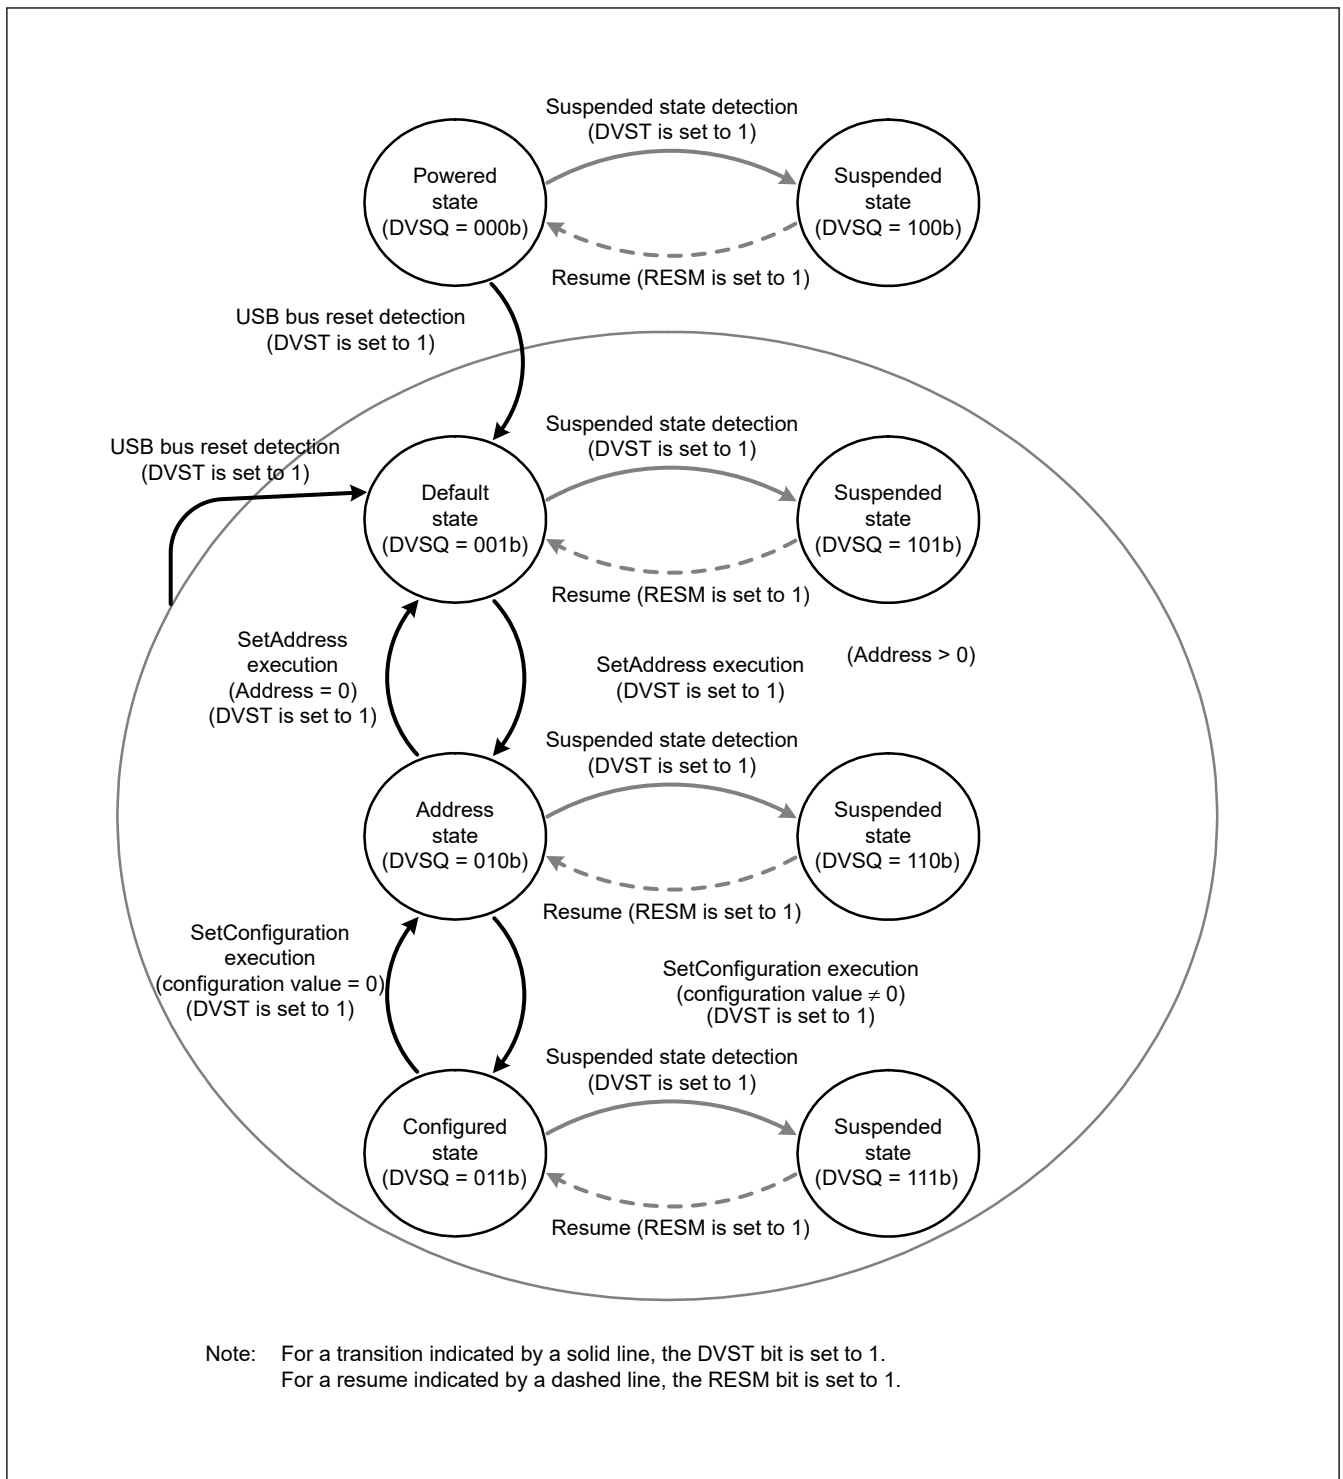 Suspended state detection
(DVST is set to 1)
Powered
state
(DVSQ = 000b)
Suspended
state
(DVSQ = 100b)
Resume (RESM is set to 1)
USB bus reset detection
(DVST is set to 1)
USB bus reset detection
(DVST is set to 1)
Suspended state detection
(DVST is set to 1)
Default
state
(DVSQ = 001b)
Suspended
state
(DVSQ = 101b)
Resume (RESM is set to 1)
SetAddress
execution
(Address = 0)
(DVST is set to 1)
SetAddress execution
(DVST is set to 1)
(Address > 0)
Suspended state detection
(DVST is set to 1)
Address
state
(DVSQ = 010b)
Suspended
state
(DVSQ = 110b)
Resume (RESM is set to 1)
SetConfiguration
execution
(configuration value = 0)
(DVST is set to 1)
SetConfiguration execution
(configuration value ≠ 0)
(DVST is set to 1)
Suspended state detection
(DVST is set to 1)
Configured
state
(DVSQ = 011b)
Suspended
state
(DVSQ = 111b)
Resume (RESM is set to 1)
Note: For a transition indicated by a solid line, the DVST bit is set to 1.
For a resume indicated by a dashed line, the RESM bit is set to 1.